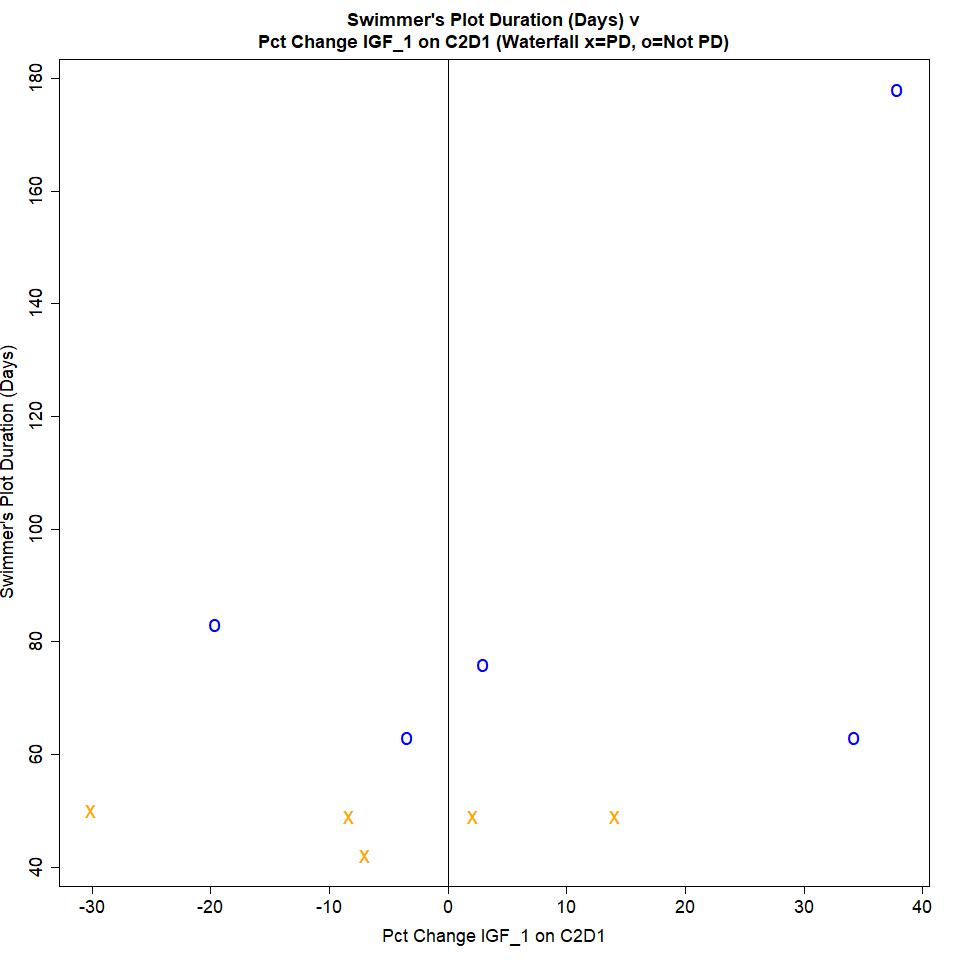 Swimmer's Plot Duration (Days) v
Pct Change IGF_1 on C2D1 (Waterfall x=PD, o=Not PD)
Swimmer's Plot Duration (Days)
180
160
140
120
100
80
60
40
o
o
o
o
o
x
x
x
x
x
-30
-20
-10
0
10
20
30
40
Pct Change IGF_1 on C2D1